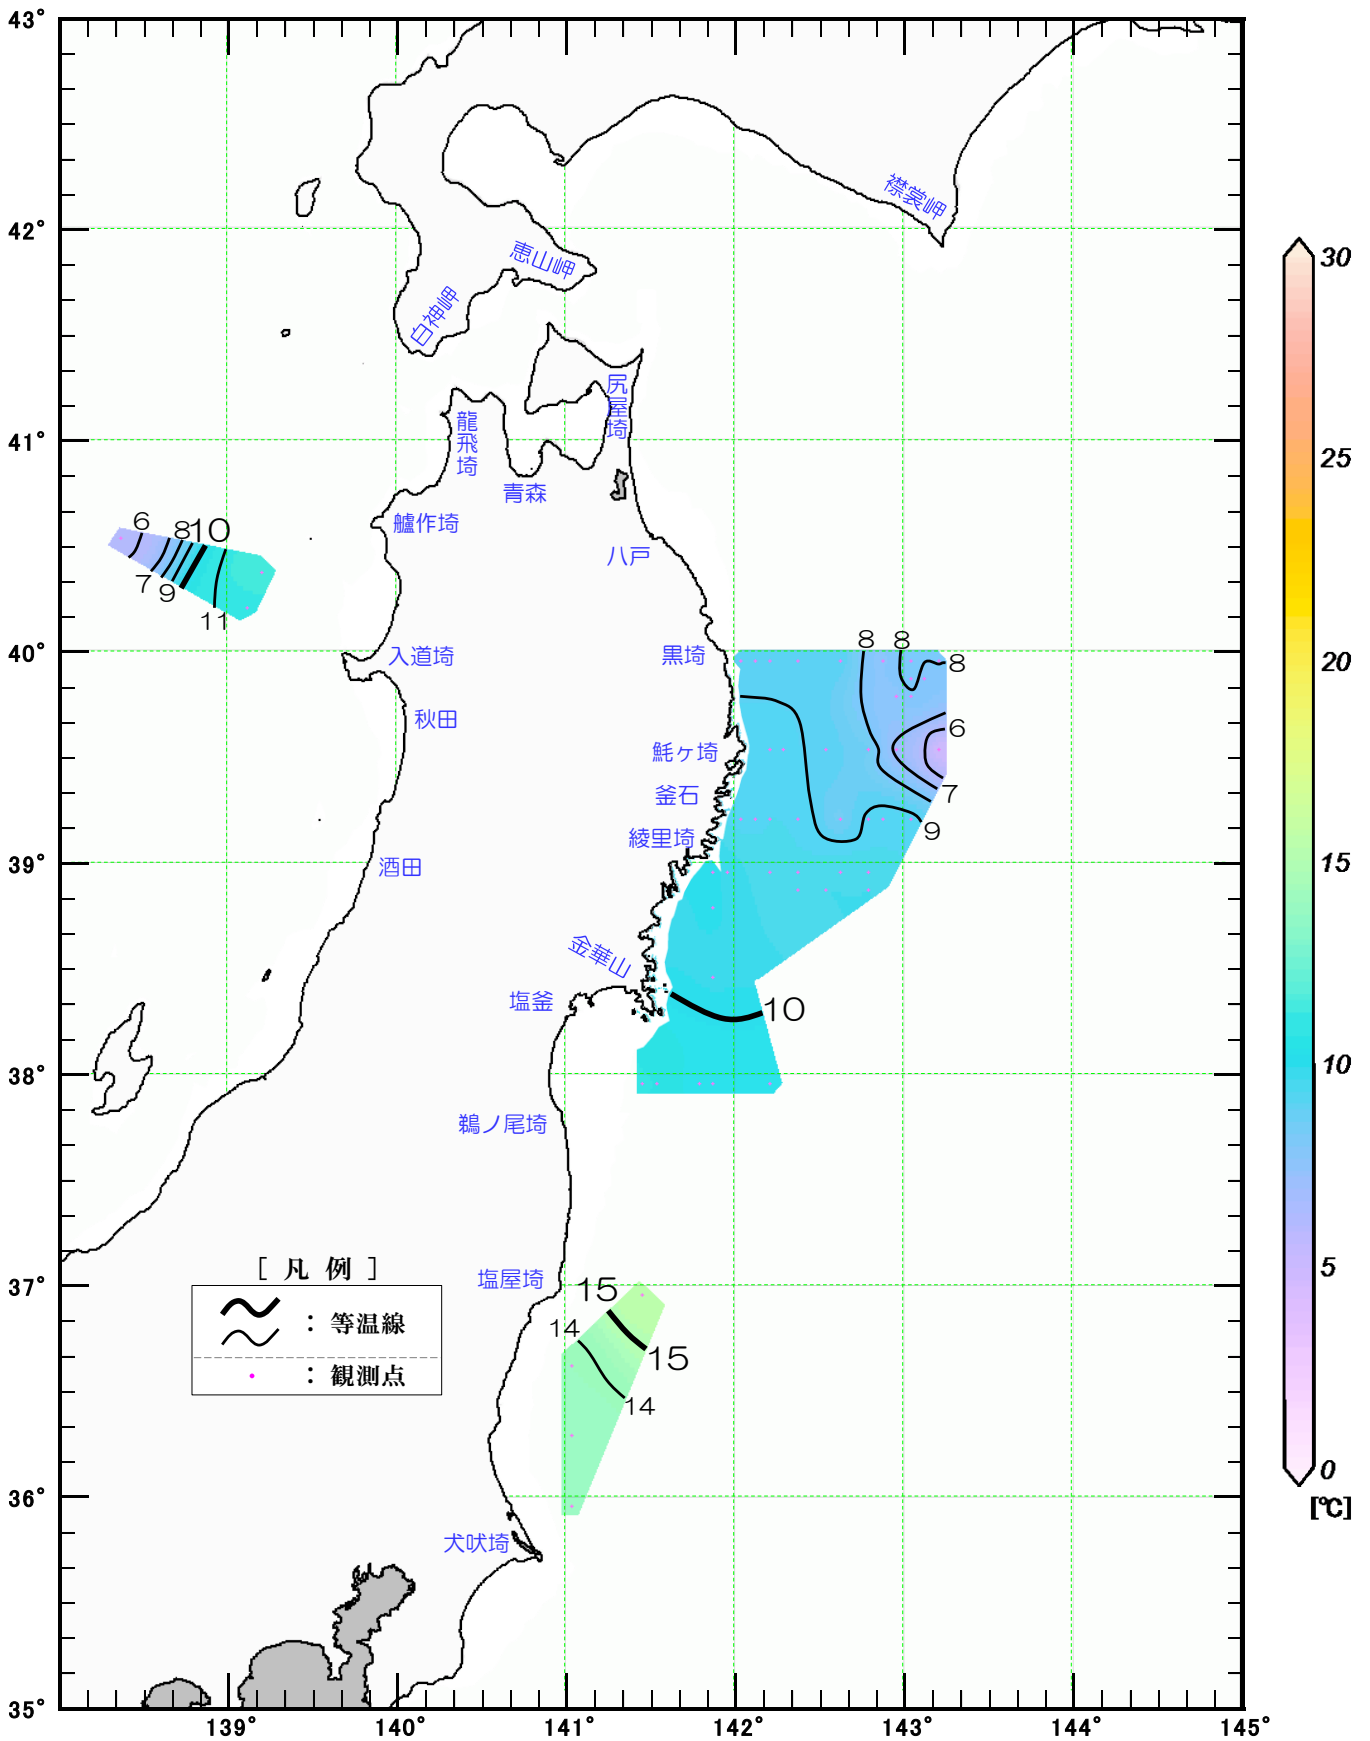 43°
襟裳岬
42°
恵山岬
30
白神岬
尻屋埼
龍飛埼
41°
25
青森
艫作埼
6
8
10
八戸
7
9
11
8
8
40°
入道埼
黒埼
8
20
秋田
6
魹ヶ埼
釜石
7
9
綾里埼
39°
酒田
15
金華山
塩釜
10
38°
10
鵜ノ尾埼
[ 凡 例 ]
5
37°
塩屋埼
15
：等温線
14
15
：観測点
14
0
36°
[℃]
犬吠埼
35°
139°
140°
141°
142°
143°
144°
145°